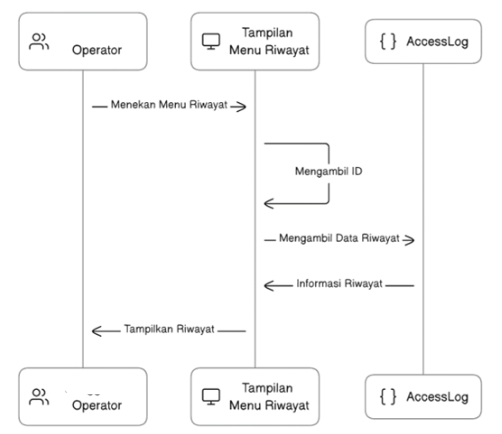 Operator
Tampilan
Menu Riwayat
{ } AccessLog
Menekan Menu Riwayat
Mengambil ID
Mengambil Data Riwayat
Informasi Riwayat
Tampilkan Riwayat
Operator
Tampilan
Menu Riwayat
{ } AccessLog